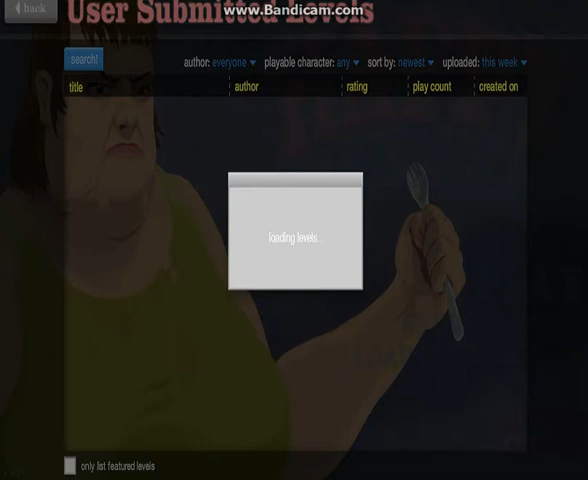 www.Bandicam.com
back
User Submitted Levels
search!
author: everyone playable character: any sort by: newest uploaded: this week
title author rating play count created on
loading levels...
only list featured levels